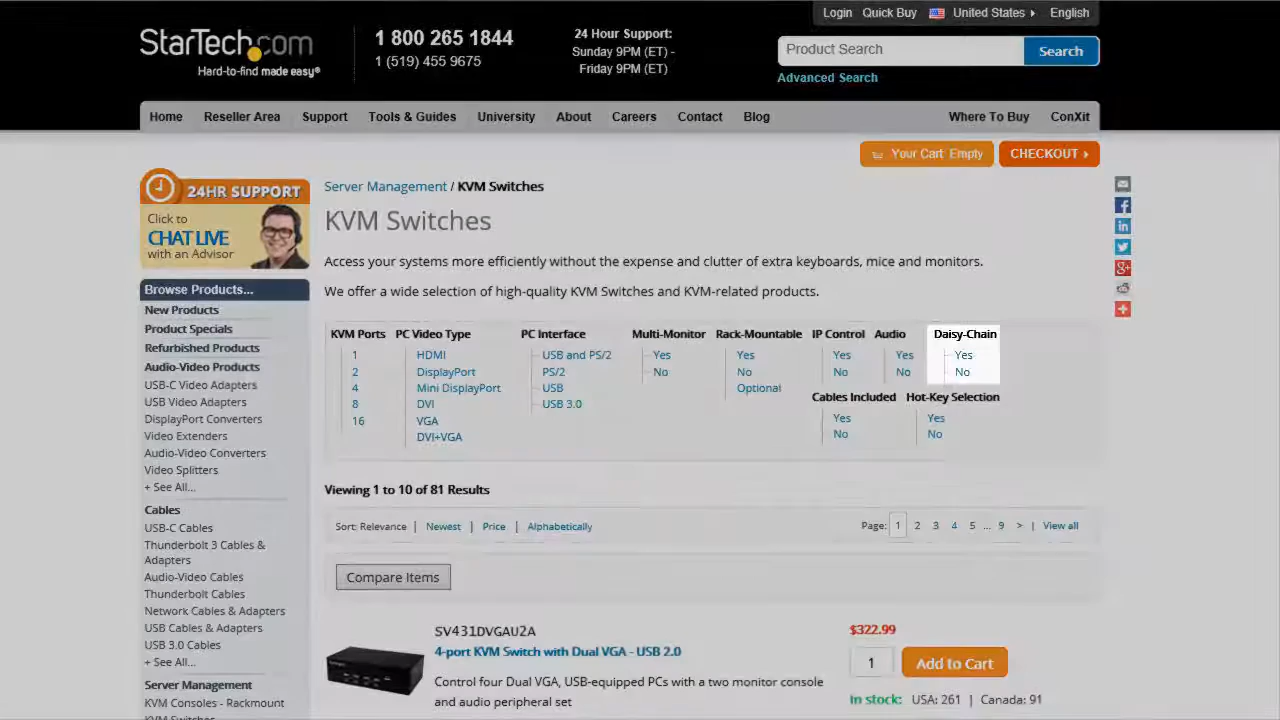 Login Quick Buy United States English
StarTech.com
Hard-to-find made easy®
1 800 265 1844
1 (519) 455 9675
24 Hour Support:
Sunday 9PM (ET) -
Friday 9PM (ET)
Product Search Search
Advanced Search
Home Reseller Area Support Tools & Guides University About Careers Contact Blog Where To Buy ConXit
Your Cart Empty CHECKOUT
24HR SUPPORT
Click to
CHAT LIVE
with an Advisor
Browse Products...
New Products
Product Specials
Refurbished Products
Audio-Video Products
USB-C Video Adapters
USB Video Adapters
DisplayPort Converters
Video Extenders
Audio-Video Converters
Video Splitters
+ See All...
Cables
USB-C Cables
Thunderbolt 3 Cables &
Adapters
Audio-Video Cables
Thunderbolt Cables
Network Cables & Adapters
USB Cables & Adapters
USB 3.0 Cables
+ See All...
Server Management
KVM Consoles - Rackmount
KVM Switches
Server Management / KVM Switches
KVM Switches
Access your systems more efficiently without the expense and clutter of extra keyboards, mice and monitors.
We offer a wide selection of high-quality KVM Switches and KVM-related products.
KVM Ports
1
2
4
8
16
PC Video Type
HDMI
DisplayPort
Mini DisplayPort
DVI
VGA
DVI+VGA
PC Interface
USB and PS/2
PS/2
USB
USB 3.0
Multi-Monitor
Yes
No
Rack-Mountable
Yes
No
Optional
IP Control
Yes
No
Audio
Yes
No
Daisy-Chain
Yes
No
Cables Included
Yes
No
Hot-Key Selection
Yes
No
Viewing 1 to 10 of 81 Results
Sort: Relevance | Newest | Price | Alphabetically
Page: 1 2 3 4 5 ... 9 > | View all
Compare Items
SV431DVGAU2A
4-port KVM Switch with Dual VGA - USB 2.0
Control four Dual VGA, USB-equipped PCs with a two monitor console
and audio peripheral set
$322.99
1 Add to Cart
In stock: USA: 261 | Canada: 91